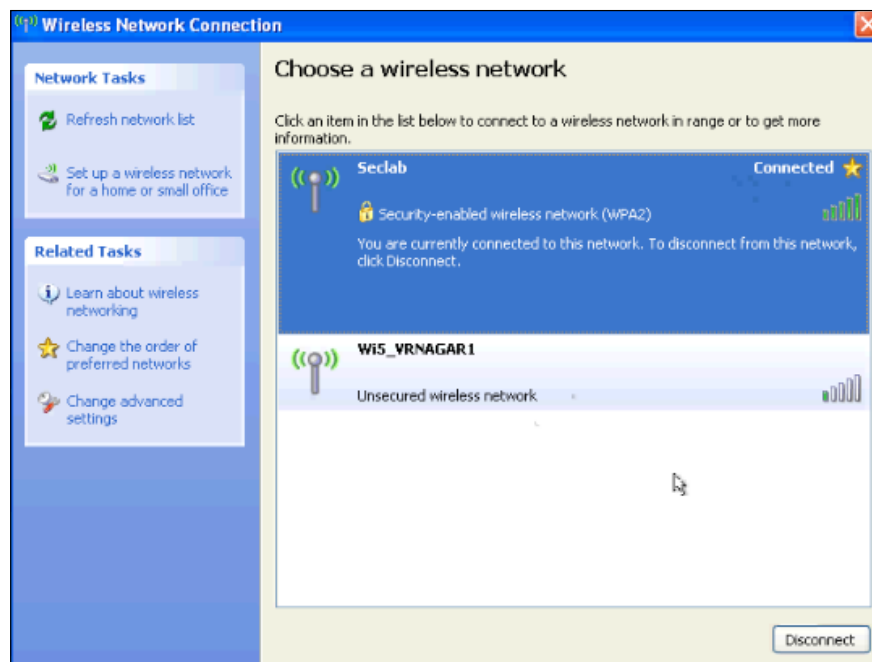 Wireless Network Connection
Network Tasks
Refresh network list
Set up a wireless network
for a home or small office
Related Tasks
Learn about wireless
networking
Change the order of
preferred networks
Change advanced
settings
Choose a wireless network
Click an item in the list below to connect to a wireless network in range or to get more
information.
Seclab Connected
Security-enabled wireless network (WPA2)
You are currently connected to this network. To disconnect from this network,
click Disconnect.
Wi5_VRNAGAR1
Unsecured wireless network
Disconnect